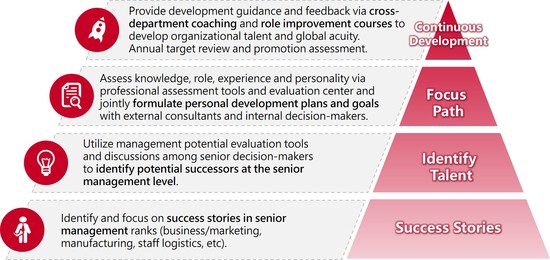 Provide development guidance and feedback via cross-
department coaching and role improvement courses to
develop organizational talent and global acuity.
Annual target review and promotion assessment.
Continuous
Development
Assess knowledge, role, experience and personality via
professional assessment tools and evaluation center and
jointly formulate personal development plans and goals
with external consultants and internal decision-makers.
Focus
Path
Utilize management potential evaluation tools
and discussions among senior decision-makers
to identify potential successors at the senior
management level.
Identify
Talent
Identify and focus on success stories in senior
management ranks (business/marketing,
manufacturing, staff logistics, etc).
Success Stories